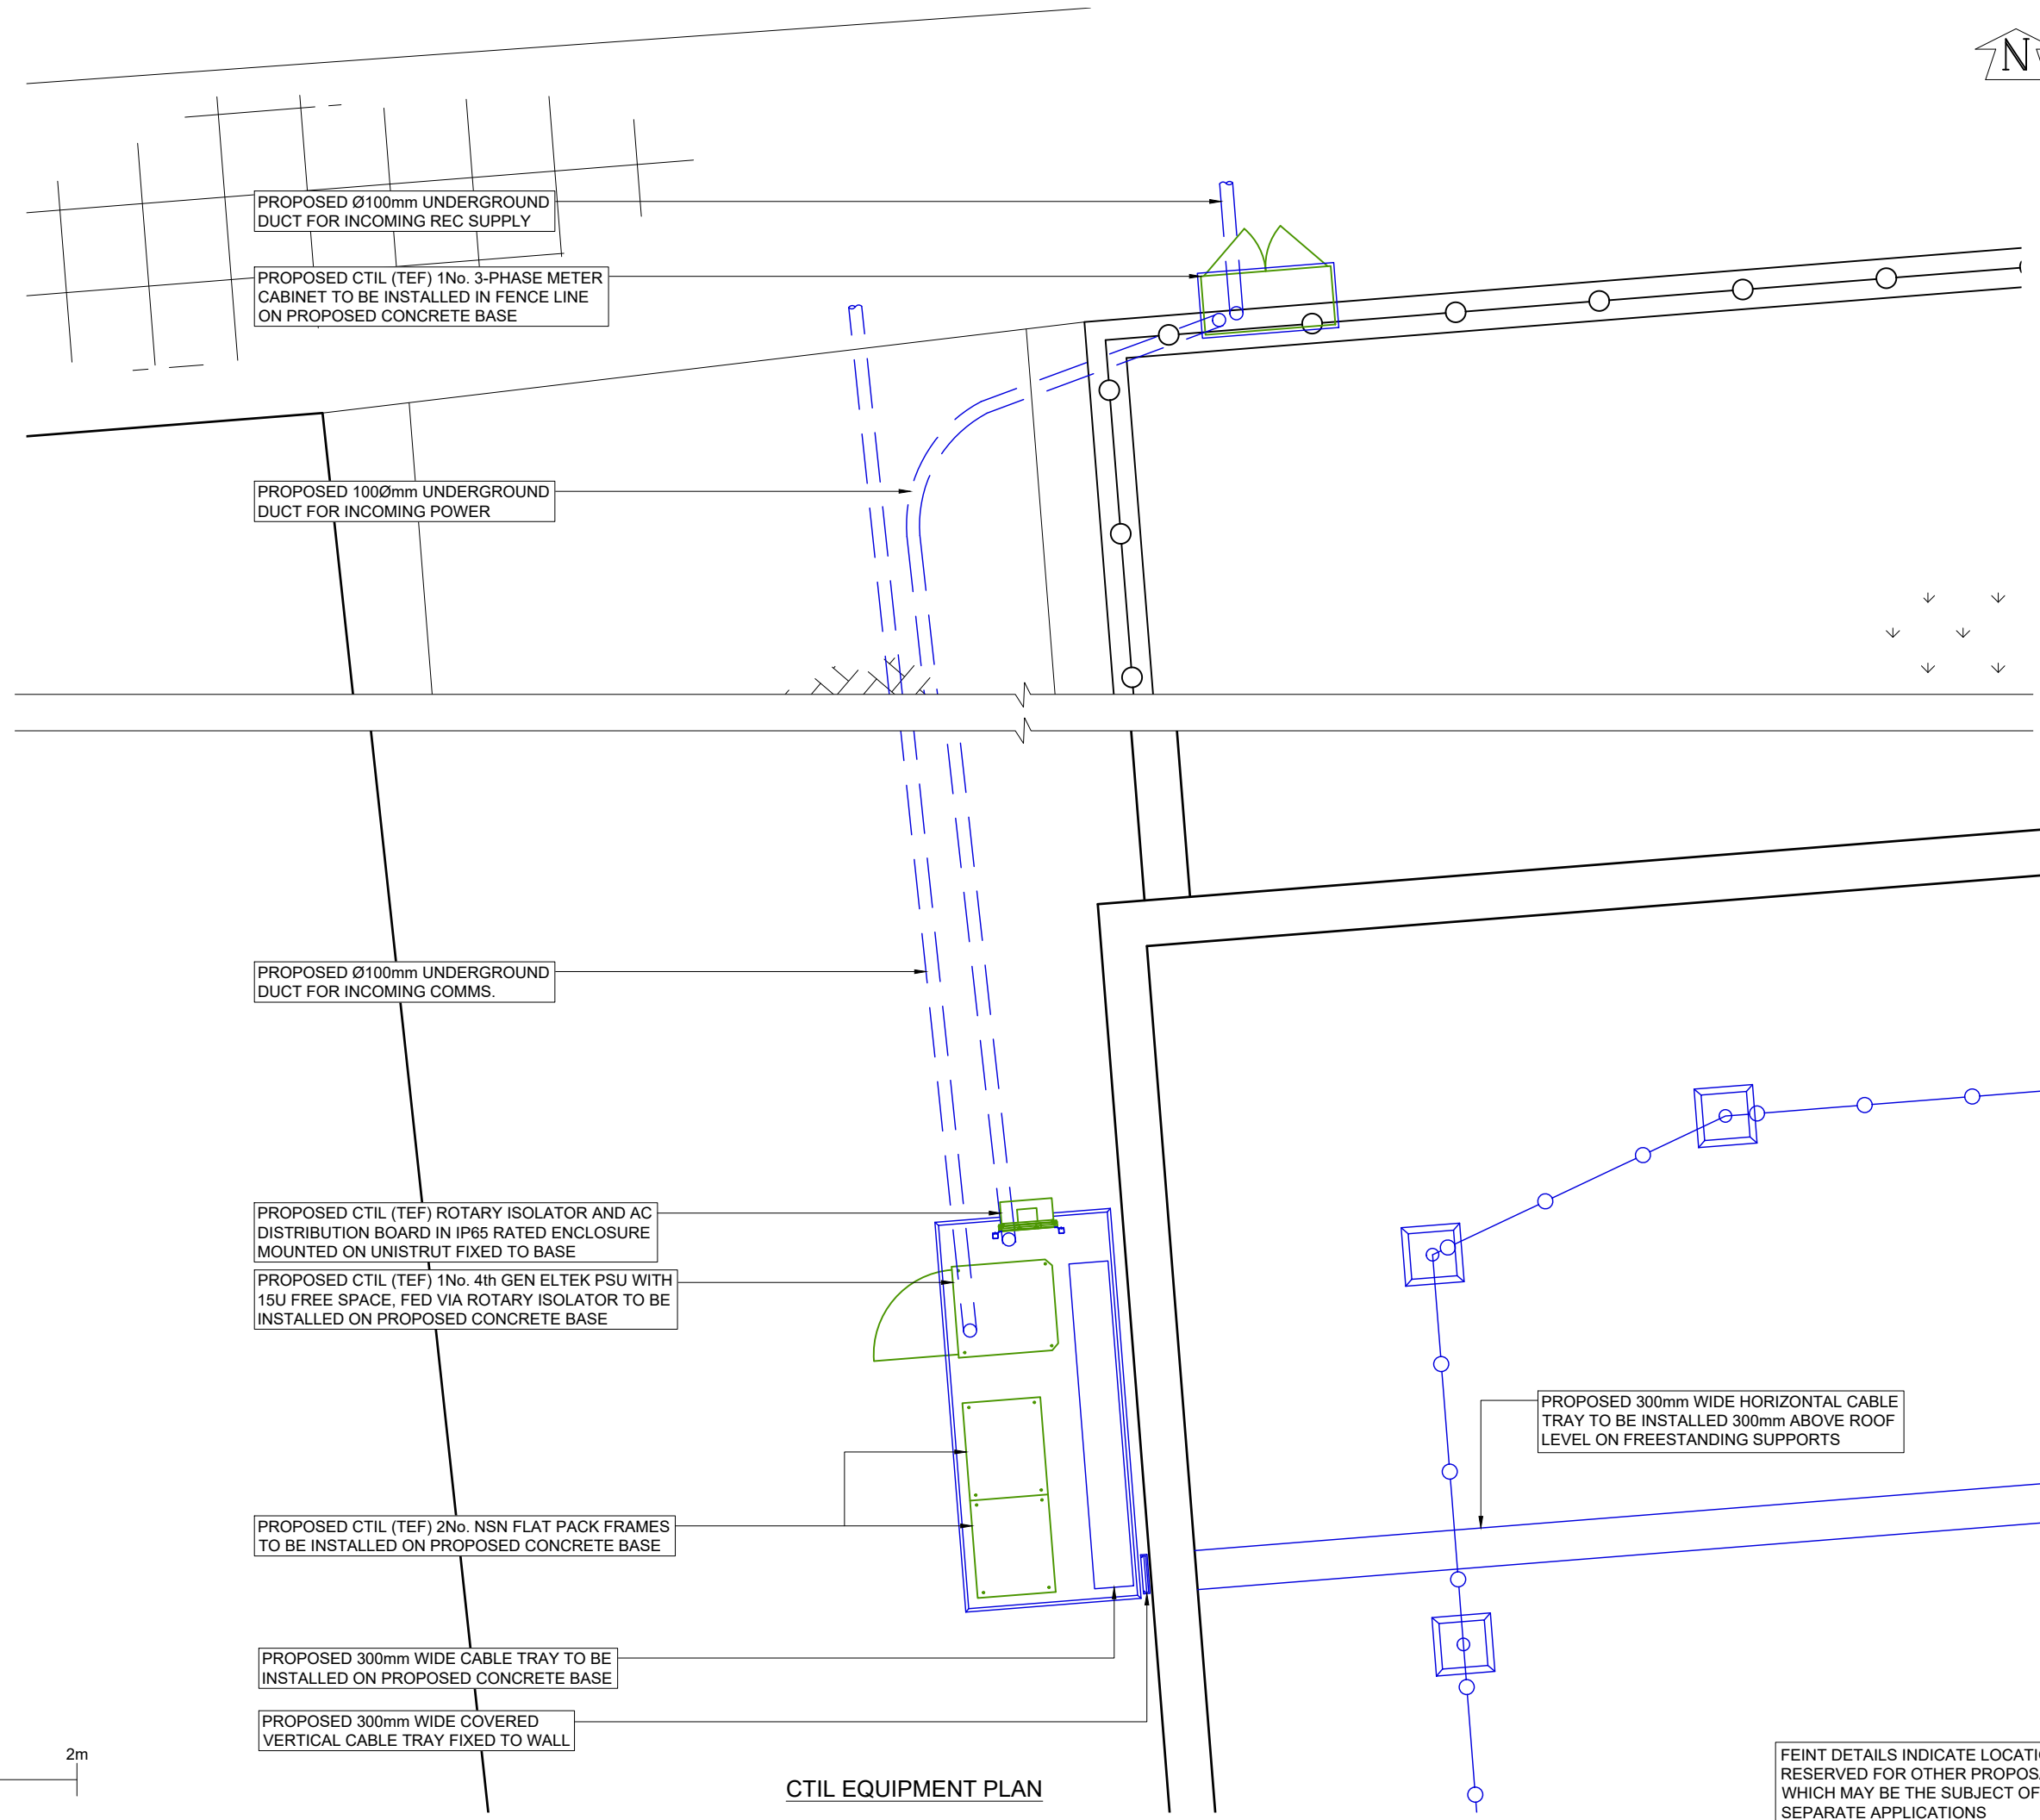 N
PROPOSED Ø100mm UNDERGROUND
DUCT FOR INCOMING REC SUPPLY
PROPOSED CTIL (TEF) 1No. 3-PHASE METER
CABINET TO BE INSTALLED IN FENCE LINE
ON PROPOSED CONCRETE BASE
PROPOSED 100Ømm UNDERGROUND
DUCT FOR INCOMING POWER
PROPOSED Ø100mm UNDERGROUND
DUCT FOR INCOMING COMMS.
PROPOSED CTIL (TEF) ROTARY ISOLATOR AND AC
DISTRIBUTION BOARD IN IP65 RATED ENCLOSURE
MOUNTED ON UNISTRUT FIXED TO BASE
PROPOSED CTIL (TEF) 1No. 4th GEN ELTEK PSU WITH
15U FREE SPACE, FED VIA ROTARY ISOLATOR TO BE
INSTALLED ON PROPOSED CONCRETE BASE
PROPOSED 300mm WIDE HORIZONTAL CABLE
TRAY TO BE INSTALLED 300mm ABOVE ROOF
LEVEL ON FREESTANDING SUPPORTS
PROPOSED CTIL (TEF) 2No. NSN FLAT PACK FRAMES
TO BE INSTALLED ON PROPOSED CONCRETE BASE
PROPOSED 300mm WIDE CABLE TRAY TO BE
INSTALLED ON PROPOSED CONCRETE BASE
PROPOSED 300mm WIDE COVERED
VERTICAL CABLE TRAY FIXED TO WALL
2m
CTIL EQUIPMENT PLAN
FEINT DETAILS INDICATE
RESERVED FOR OTHER
WHICH MAY BE THE SUBJECT OF
SEPARATE APPLICATIONS